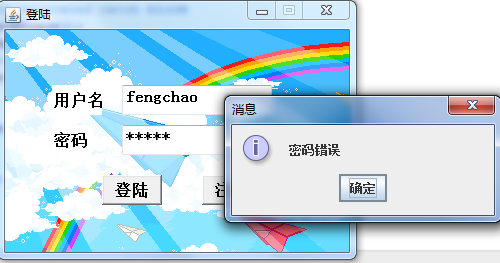 登陆
用户名 fengchao
密码 *****
登陆
消息
密码错误
确定